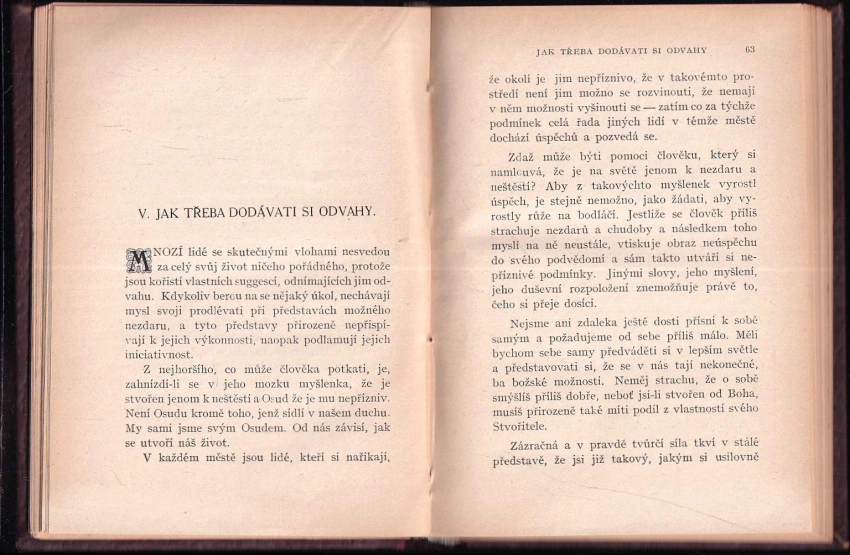 V. JAK TŘEBA DODÁVATI SI ODVAHY.
MNOZÍ lidé se skutečnými vlohami nesvedou
za celý svůj život ničeho pořádného, protože
jsou kořistí vlastních suggescí, odnímajících jim od-
vahu. Kdykoliv berou na se nějaký úkol, nechávají
mysl svoji prodlévati při představách možného
nezdaru, a tyto představy přirozeně nepřispí-
vají k jejich výkonnosti, naopak podlamují jejich
iniciativnost.
Z nejhoršího, co může člověka potkati, je,
zahnízdí-li se v jeho mozku myšlenka, že je
stvořen jenom k neštěstí a Osud že je mu nepřízniv.
Není Osudu kromě toho, jenž sídlí v našem duchu.
My sami jsme svým Osudem. Od nás závisí, jak
se utvoří náš život.
V každém městě jsou lidé, kteří si naříkají,
JAK TŘEBA DODÁVATI SI ODVAHY 63
že okolí je jim nepříznivo, že v takovémto pro-
středí není jim možno se rozvinouti, že nemají
v něm možnosti vyšinouti se — zatím co za týchže
podmínek celá řada jiných lidí v témže městě
dochází úspěchů a pozvedá se.
Zdaž může býti pomoci člověku, který si
namlouvá, že je na světě jenom k nezdaru a
neštěstí? Aby z takovýchto myšlenek vyrostl
úspěch, je stejně nemožno, jako žádati, aby vy-
rostly růže na bodláčí. Jestliže se člověk příliš
strachuje nezdarů a chudoby a následkem toho
myslí na ně neustále, vtiskuje obraz neúspěchu
do svého podvědomí a sám takto utváří si ne-
příznivé podmínky. Jinými slovy, jeho myšlení,
jeho duševní rozpoložení znemožňuje právě to,
čeho si přeje dosíci.
Nejsme ani zdaleka ještě dosti přísní k sobě
samým a požadujeme od sebe příliš málo. Měli
bychom sebe samy předváděti si v lepším světle
a představovati si, že se v nás tají nekonečné,
ba božské možnosti. Neměj strachu, že o sobě
smýšlíš příliš dobře, neboť jsi-li stvořen od Boha,
musíš přirozeně také míti podíl z vlastností svého
Stvořitele.
Zázračná a v pravdě tvůrčí síla tkví v stálé
představě, že jsi již takový, jakým si usilovně